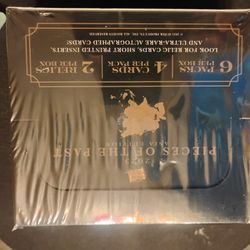 2023
PIECES OF THE PAST
6 PACKS PER BOX
4 CARDS PER PACK
2 RELICS PER BOX
LOOK FOR RELIC CARDS, SHORT PRINTED INSERTS,
AND ULTRA-RARE AUTOGRAPHED CARDS!